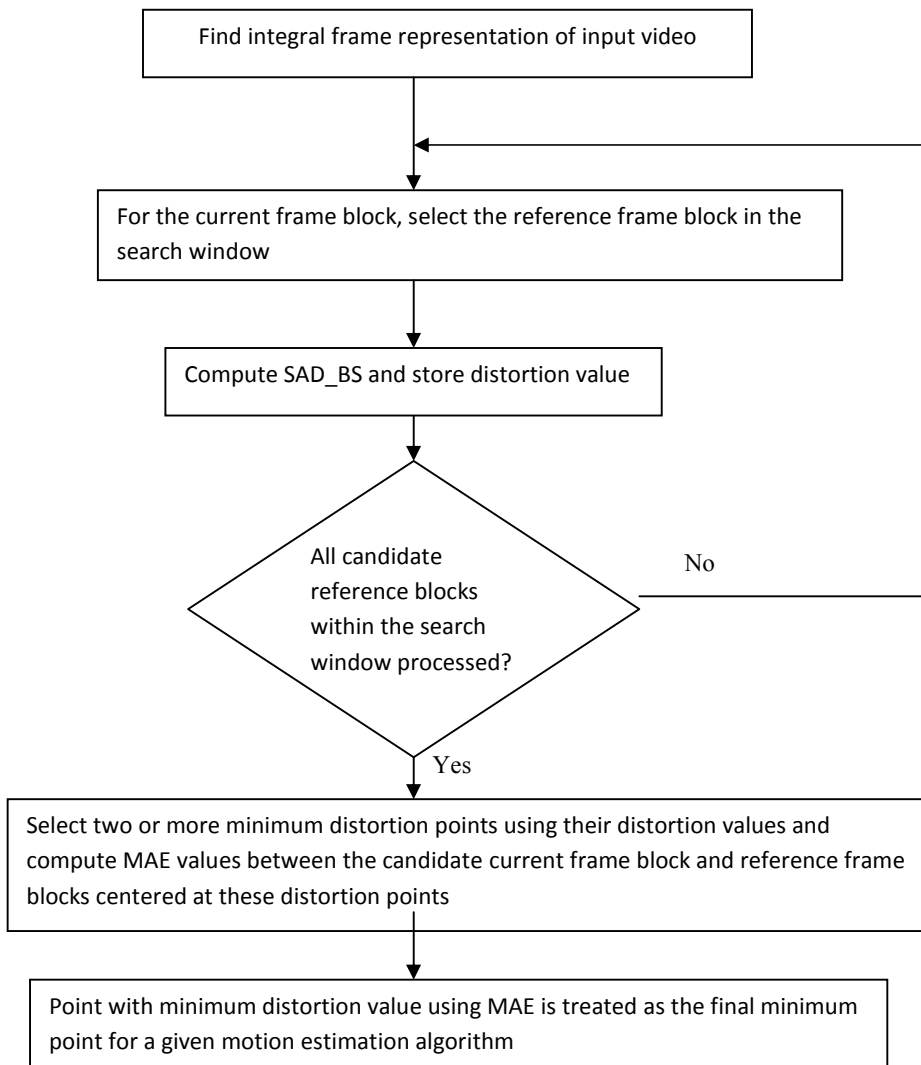 Find integral frame representation of input video
For the current frame block, select the reference frame block in the
search window
Compute SAD_BS and store distortion value
All candidate
reference blocks
within the search
window processed?
No
Yes
Select two or more minimum distortion points using their distortion values and
compute MAE values between the candidate current frame block and reference frame
blocks centered at these distortion points
Point with minimum distortion value using MAE is treated as the final minimum
point for a given motion estimation algorithm